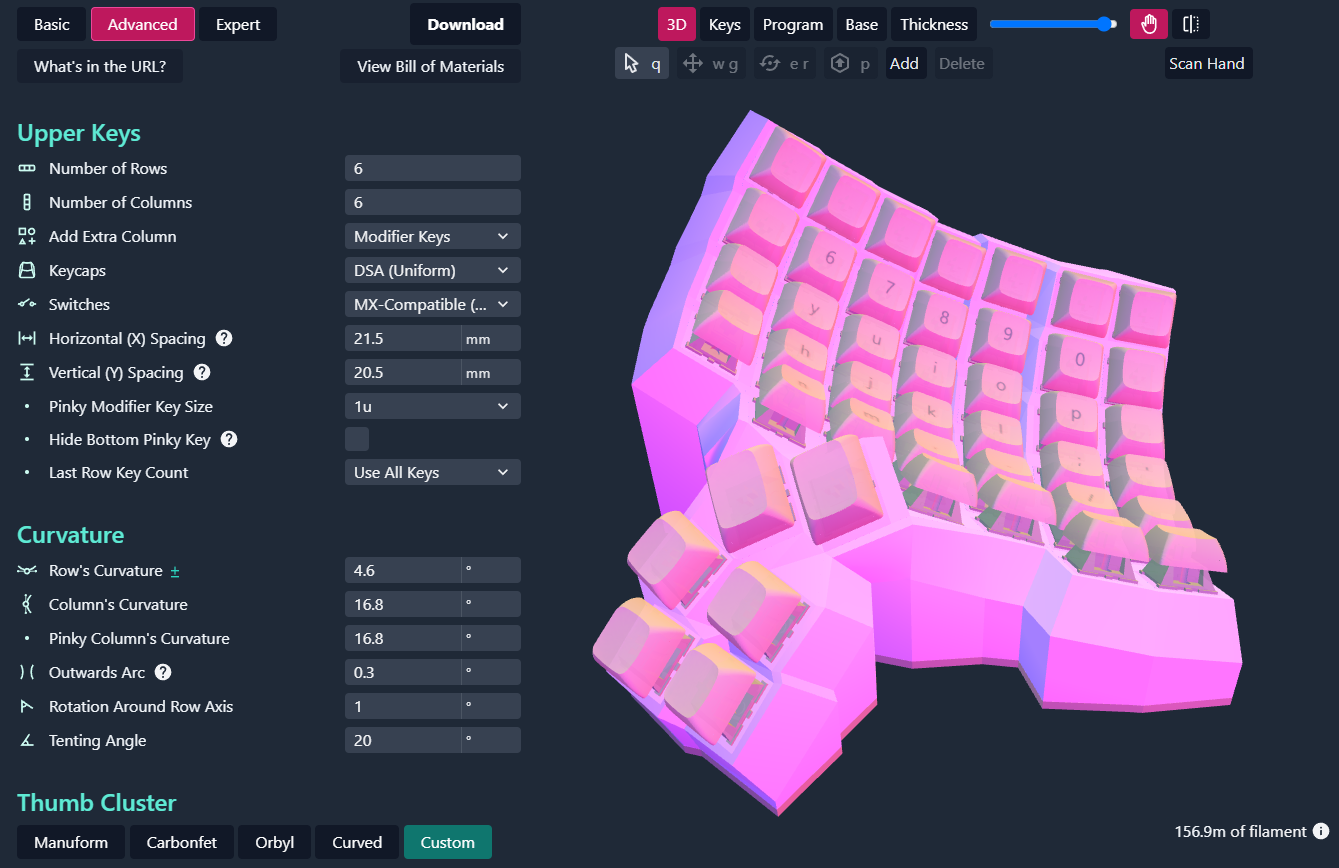 Basic Advanced Expert Download 3D Keys Program Base Thickness
What's in the URL? View Bill of Materials q w g e r p Add Delete Scan Hand
Upper Keys
Number of Rows 6
Number of Columns 6
Add Extra Column Modifier Keys
Keycaps DSA (Uniform)
Switches MX-Compatible (...
Horizontal (X) Spacing ? 21.5 mm
Vertical (Y) Spacing ? 20.5 mm
Pinky Modifier Key Size 1u
Hide Bottom Pinky Key ?
Last Row Key Count Use All Keys
Curvature
Row's Curvature ± 4.6 °
Column's Curvature 16.8 °
Pinky Column's Curvature 16.8 °
Outwards Arc ? 0.3 °
Rotation Around Row Axis 1 °
Tenting Angle 20 °
Thumb Cluster
Manuform Carbonfet Orbyl Curved Custom
6 7 8 9 0
y u i o p
h j k l ;
n m
156.9m of filament i